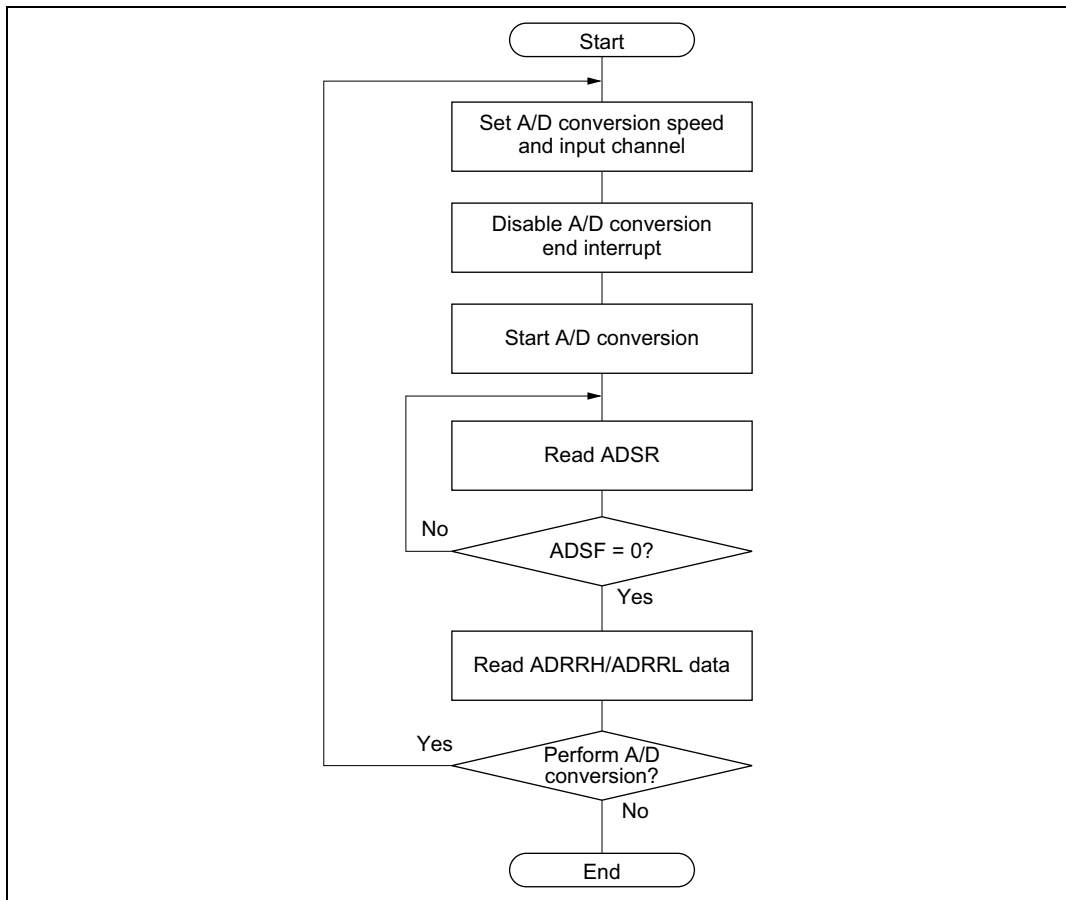 Start
Set A/D conversion speed
and input channel
Disable A/D conversion
end interrupt
Start A/D conversion
Read ADSR
No
ADSF = 0?
Yes
Read ADRRH/ADRRL data
Yes
Perform A/D
conversion?
No
End